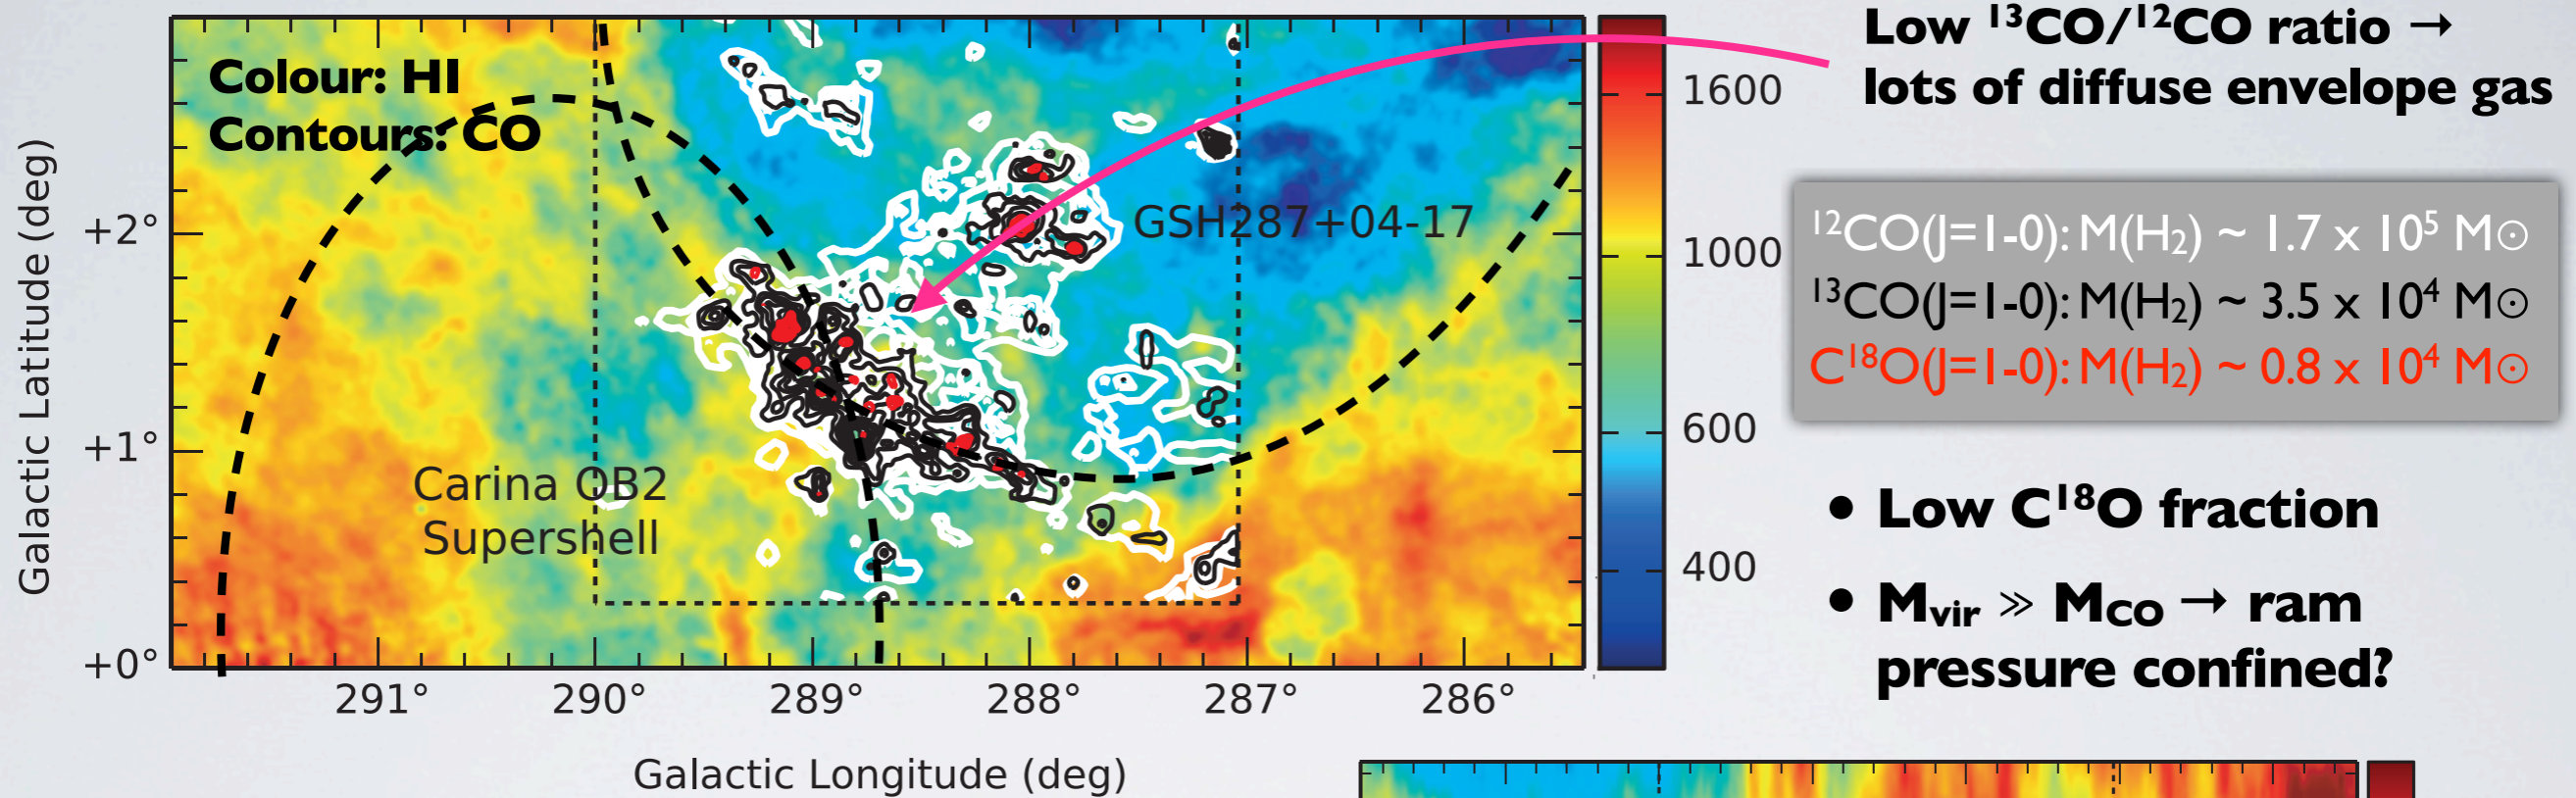 Colour: HI
Contours: CO
Low ¹³CO/¹²CO ratio →
lots of diffuse envelope gas
GSH287+04-17
Carina OB2
Supershell
Galactic Latitude (deg)
+2°
+1°
+0°
291°
290°
289°
288°
287°
286°
Galactic Longitude (deg)
1600
1000
600
400
¹²CO(J=1-0): M(H₂) ~ 1.7 x 10⁵ M⊙
¹³CO(J=1-0): M(H₂) ~ 3.5 x 10⁴ M⊙
C¹⁸O(J=1-0): M(H₂) ~ 0.8 x 10⁴ M⊙
• Low C¹⁸O fraction
• Mvir ≫ MCO → ram
pressure confined?